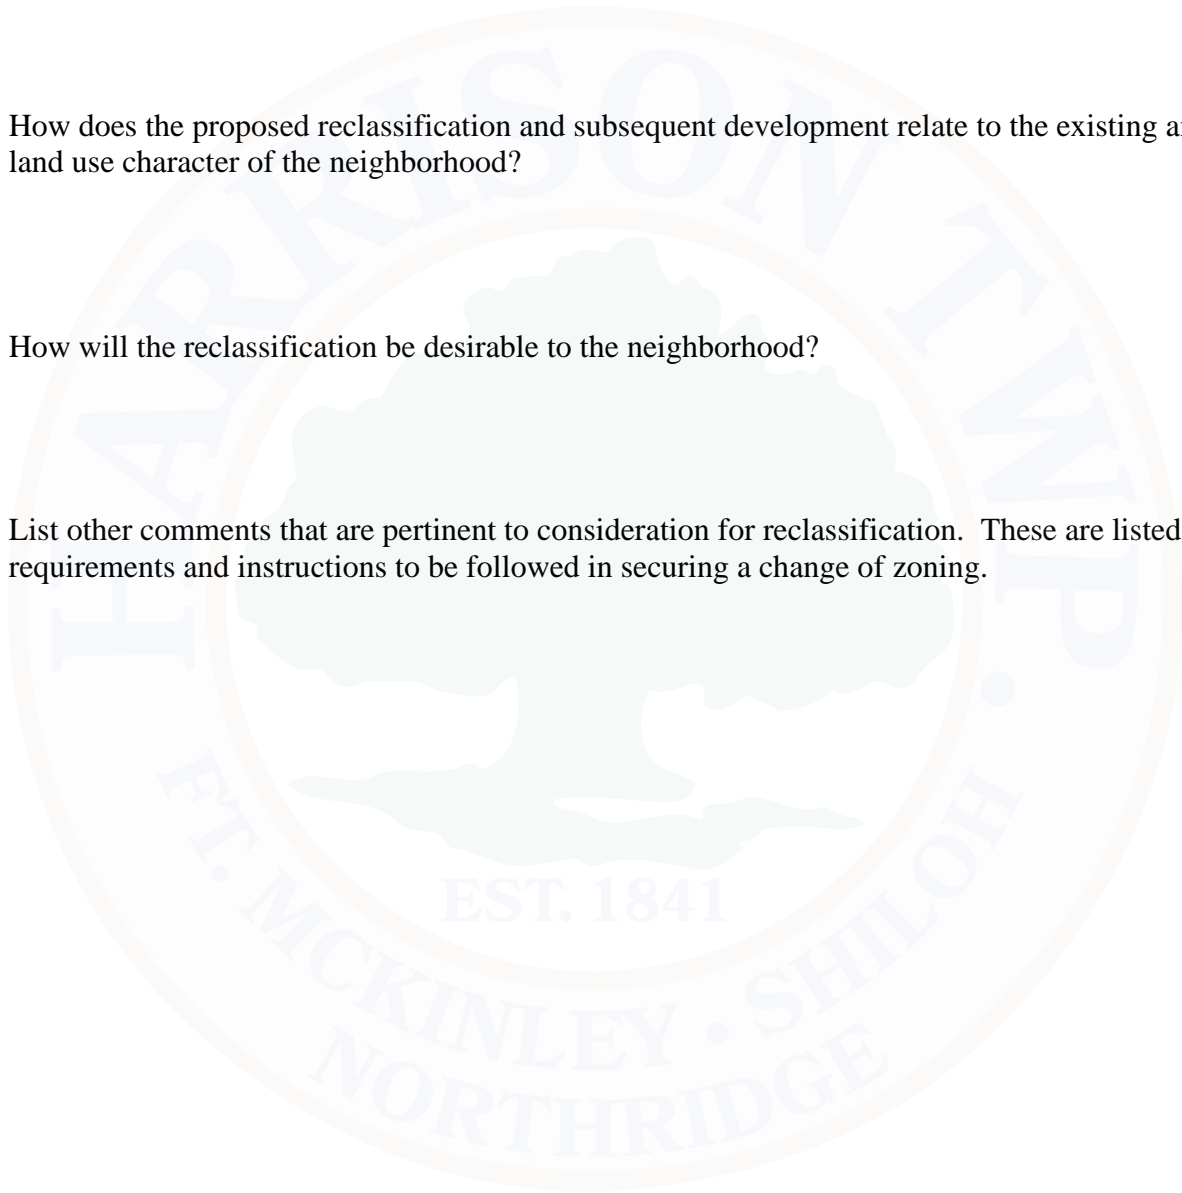 How does the proposed reclassification and subsequent development relate to the existing
land use character of the neighborhood?
How will the reclassification be desirable to the neighborhood?
List other comments that are pertinent to consideration for reclassification.  These are listed
requirements and instructions to be followed in securing a change of zoning.
HARRISON TWP •
EST. 1841
FT. MCKINLEY • SHILOH
NORTHRIDGE